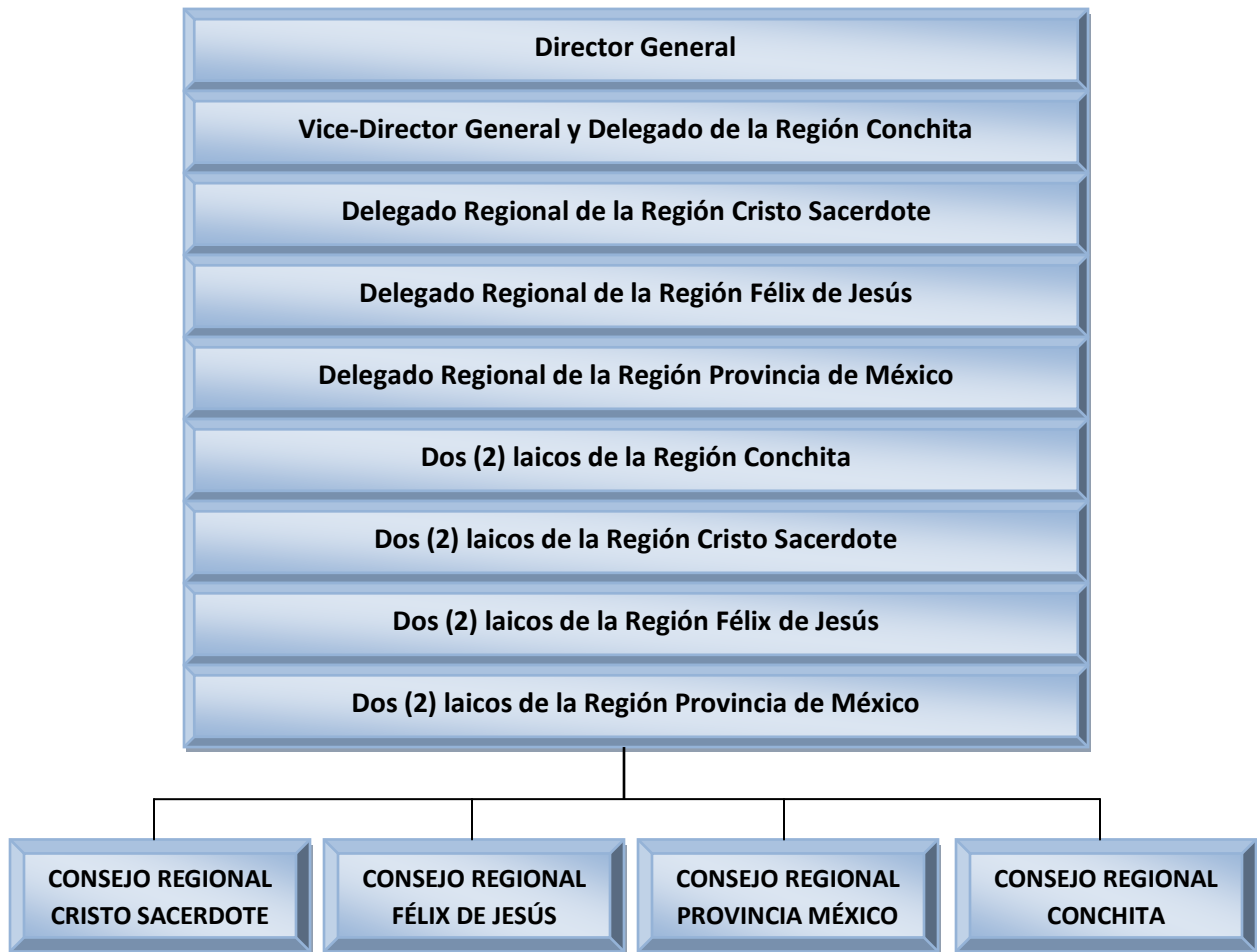 Director General
Vice-Director General y Delegado de la Región Conchita
Delegado Regional de la Región Cristo Sacerdote
Delegado Regional de la Región Félix de Jesús
Delegado Regional de la Región Provincia de México
Dos (2) laicos de la Región Conchita
Dos (2) laicos de la Región Cristo Sacerdote
Dos (2) laicos de la Región Félix de Jesús
Dos (2) laicos de la Región Provincia de México
CONSEJO REGIONAL
CRISTO SACERDOTE
CONSEJO REGIONAL
FÉLIX DE JESÚS
CONSEJO REGIONAL
PROVINCIA MÉXICO
CONSEJO REGIONAL
CONCHITA